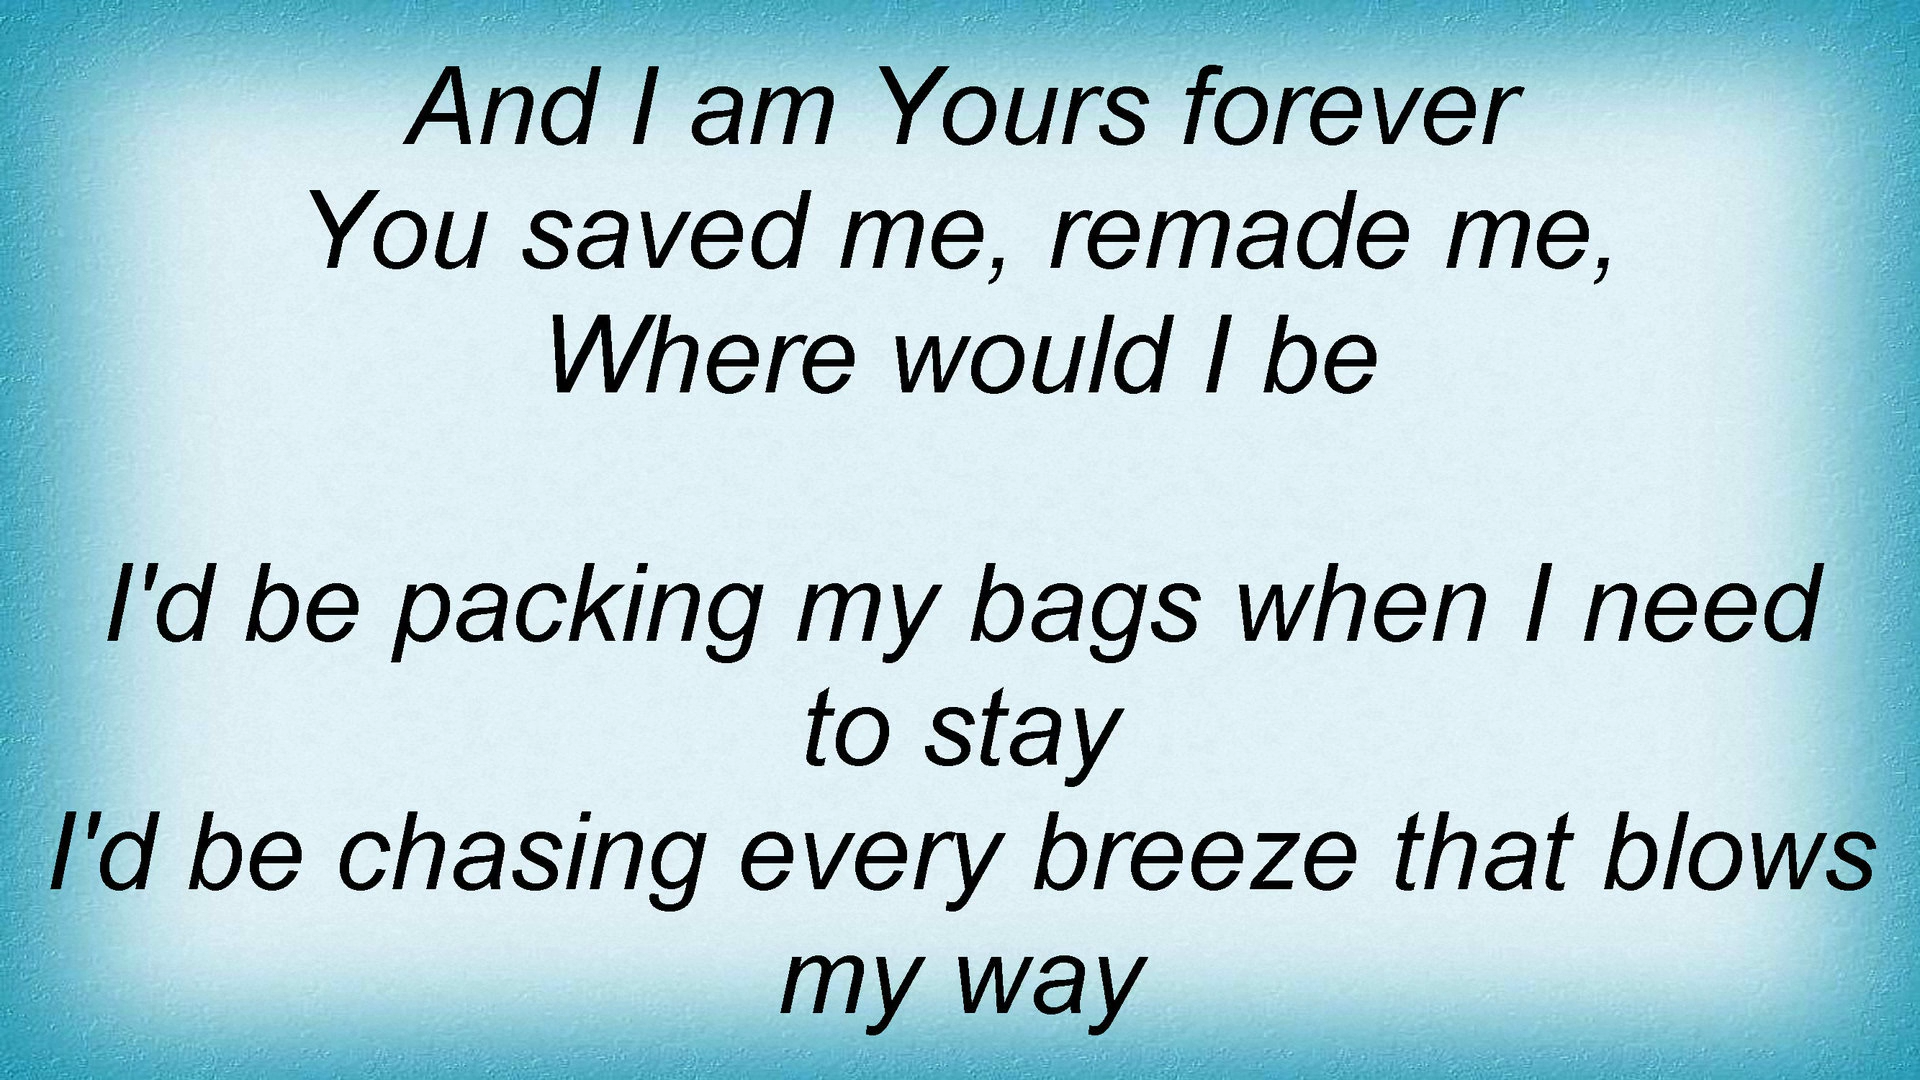 And I am Yours forever
You saved me, remade me,
Where would I be
I'd be packing my bags when I need
to stay
I'd be chasing every breeze that blows
my way